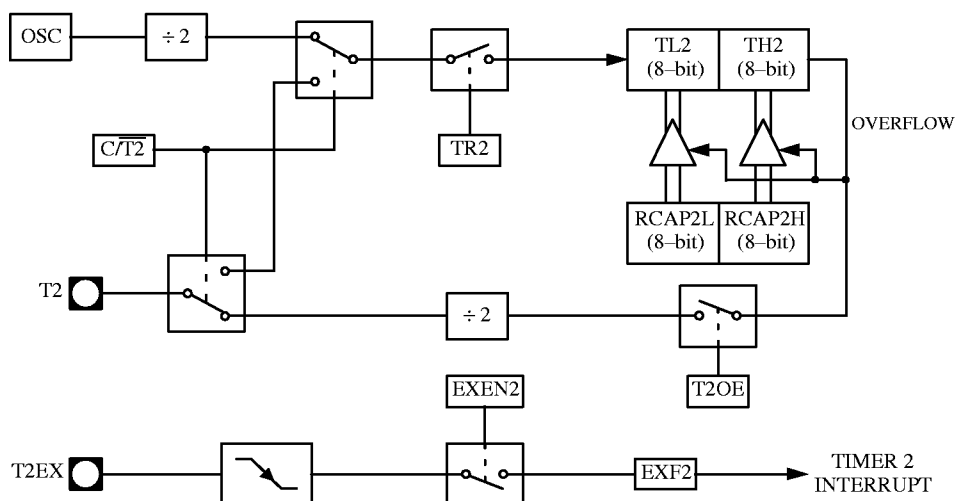 OSC
÷ 2
TL2
(8–bit)
TH2
(8–bit)
C/T2
TR2
OVERFLOW
RCAP2L
(8–bit)
RCAP2H
(8–bit)
T2
÷ 2
T2OE
EXEN2
T2EX
EXF2
TIMER 2
INTERRUPT